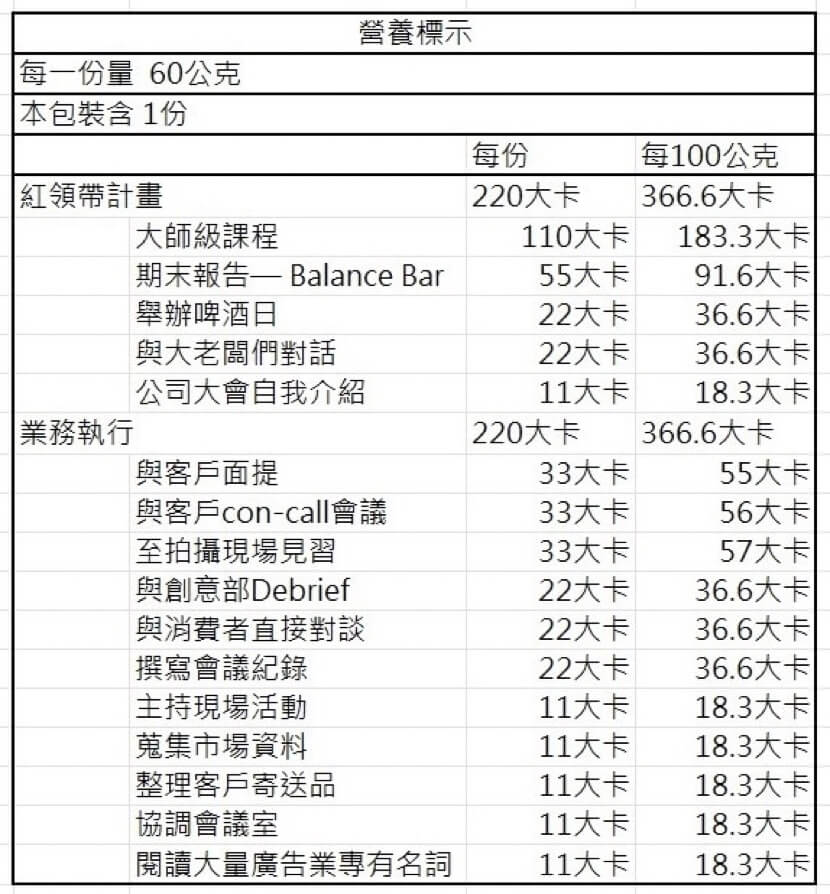 營養標示
每一份量 60公克
本包裝含 1份
每份 每100公克
紅領帶計畫 220大卡 366.6大卡
大師級課程 110大卡 183.3大卡
期末報告— Balance Bar 55大卡 91.6大卡
舉辦啤酒日 22大卡 36.6大卡
與大老闆們對話 22大卡 36.6大卡
公司大會自我介紹 11大卡 18.3大卡
業務執行 220大卡 366.6大卡
與客戶面提 33大卡 55大卡
與客戶con-call會議 33大卡 56大卡
至拍攝現場見習 33大卡 57大卡
與創意部Debrief 22大卡 36.6大卡
與消費者直接對談 22大卡 36.6大卡
撰寫會議紀錄 22大卡 36.6大卡
主持現場活動 11大卡 18.3大卡
蒐集市場資料 11大卡 18.3大卡
整理客戶寄送品 11大卡 18.3大卡
協調會議室 11大卡 18.3大卡
閱讀大量廣告業專有名詞 11大卡 18.3大卡